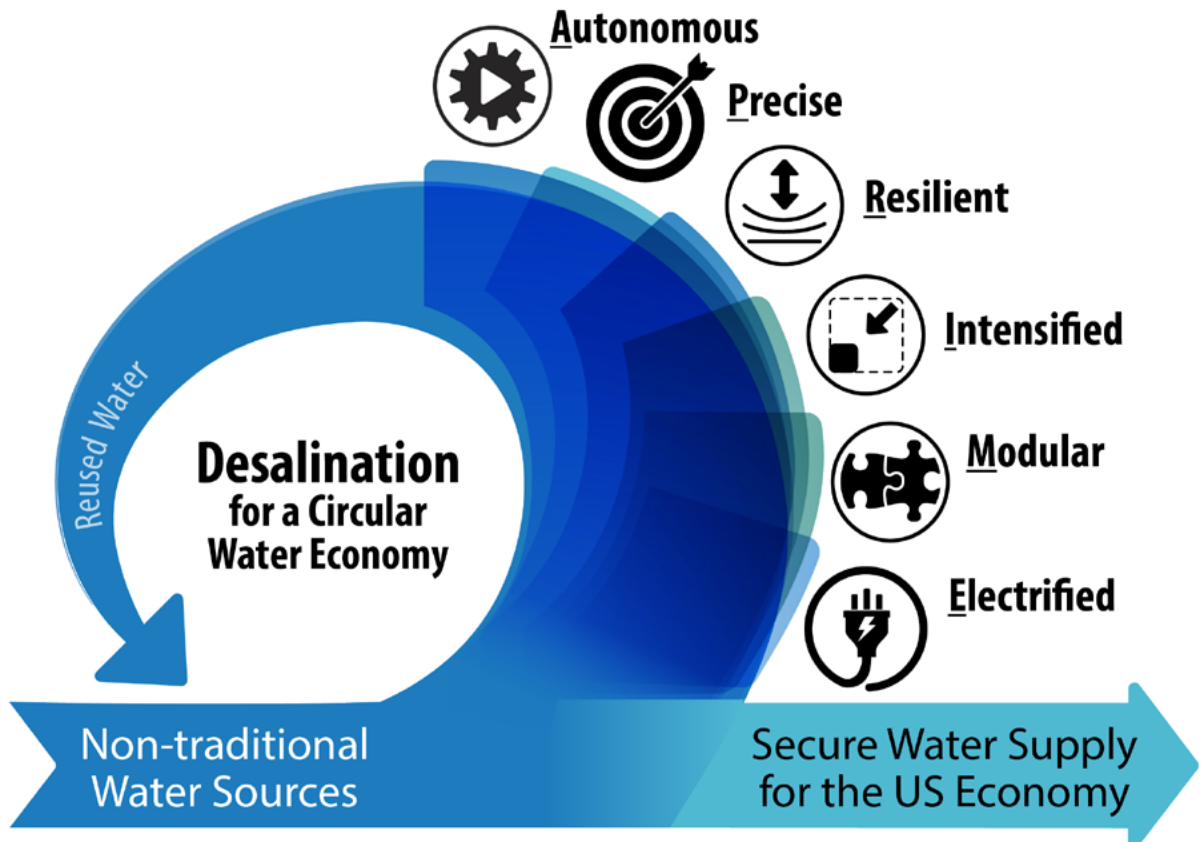 Autonomous
Precise
Resilient
Intensified
Modular
Electrified
Reused Water
Desalination
for a Circular
Water Economy
Non-traditional
Water Sources
Secure Water Supply
for the US Economy